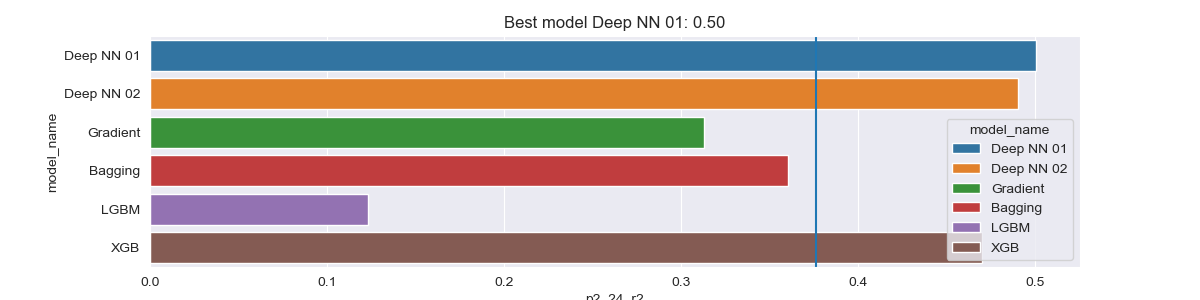 Best model Deep NN 01: 0.50
Deep NN 01
Deep NN 02
Gradient
Bagging
LGBM
XGB
model_name
model_name
Deep NN 01
Deep NN 02
Gradient
Bagging
LGBM
XGB
0.0 0.1 0.2 0.3 0.4 0.5